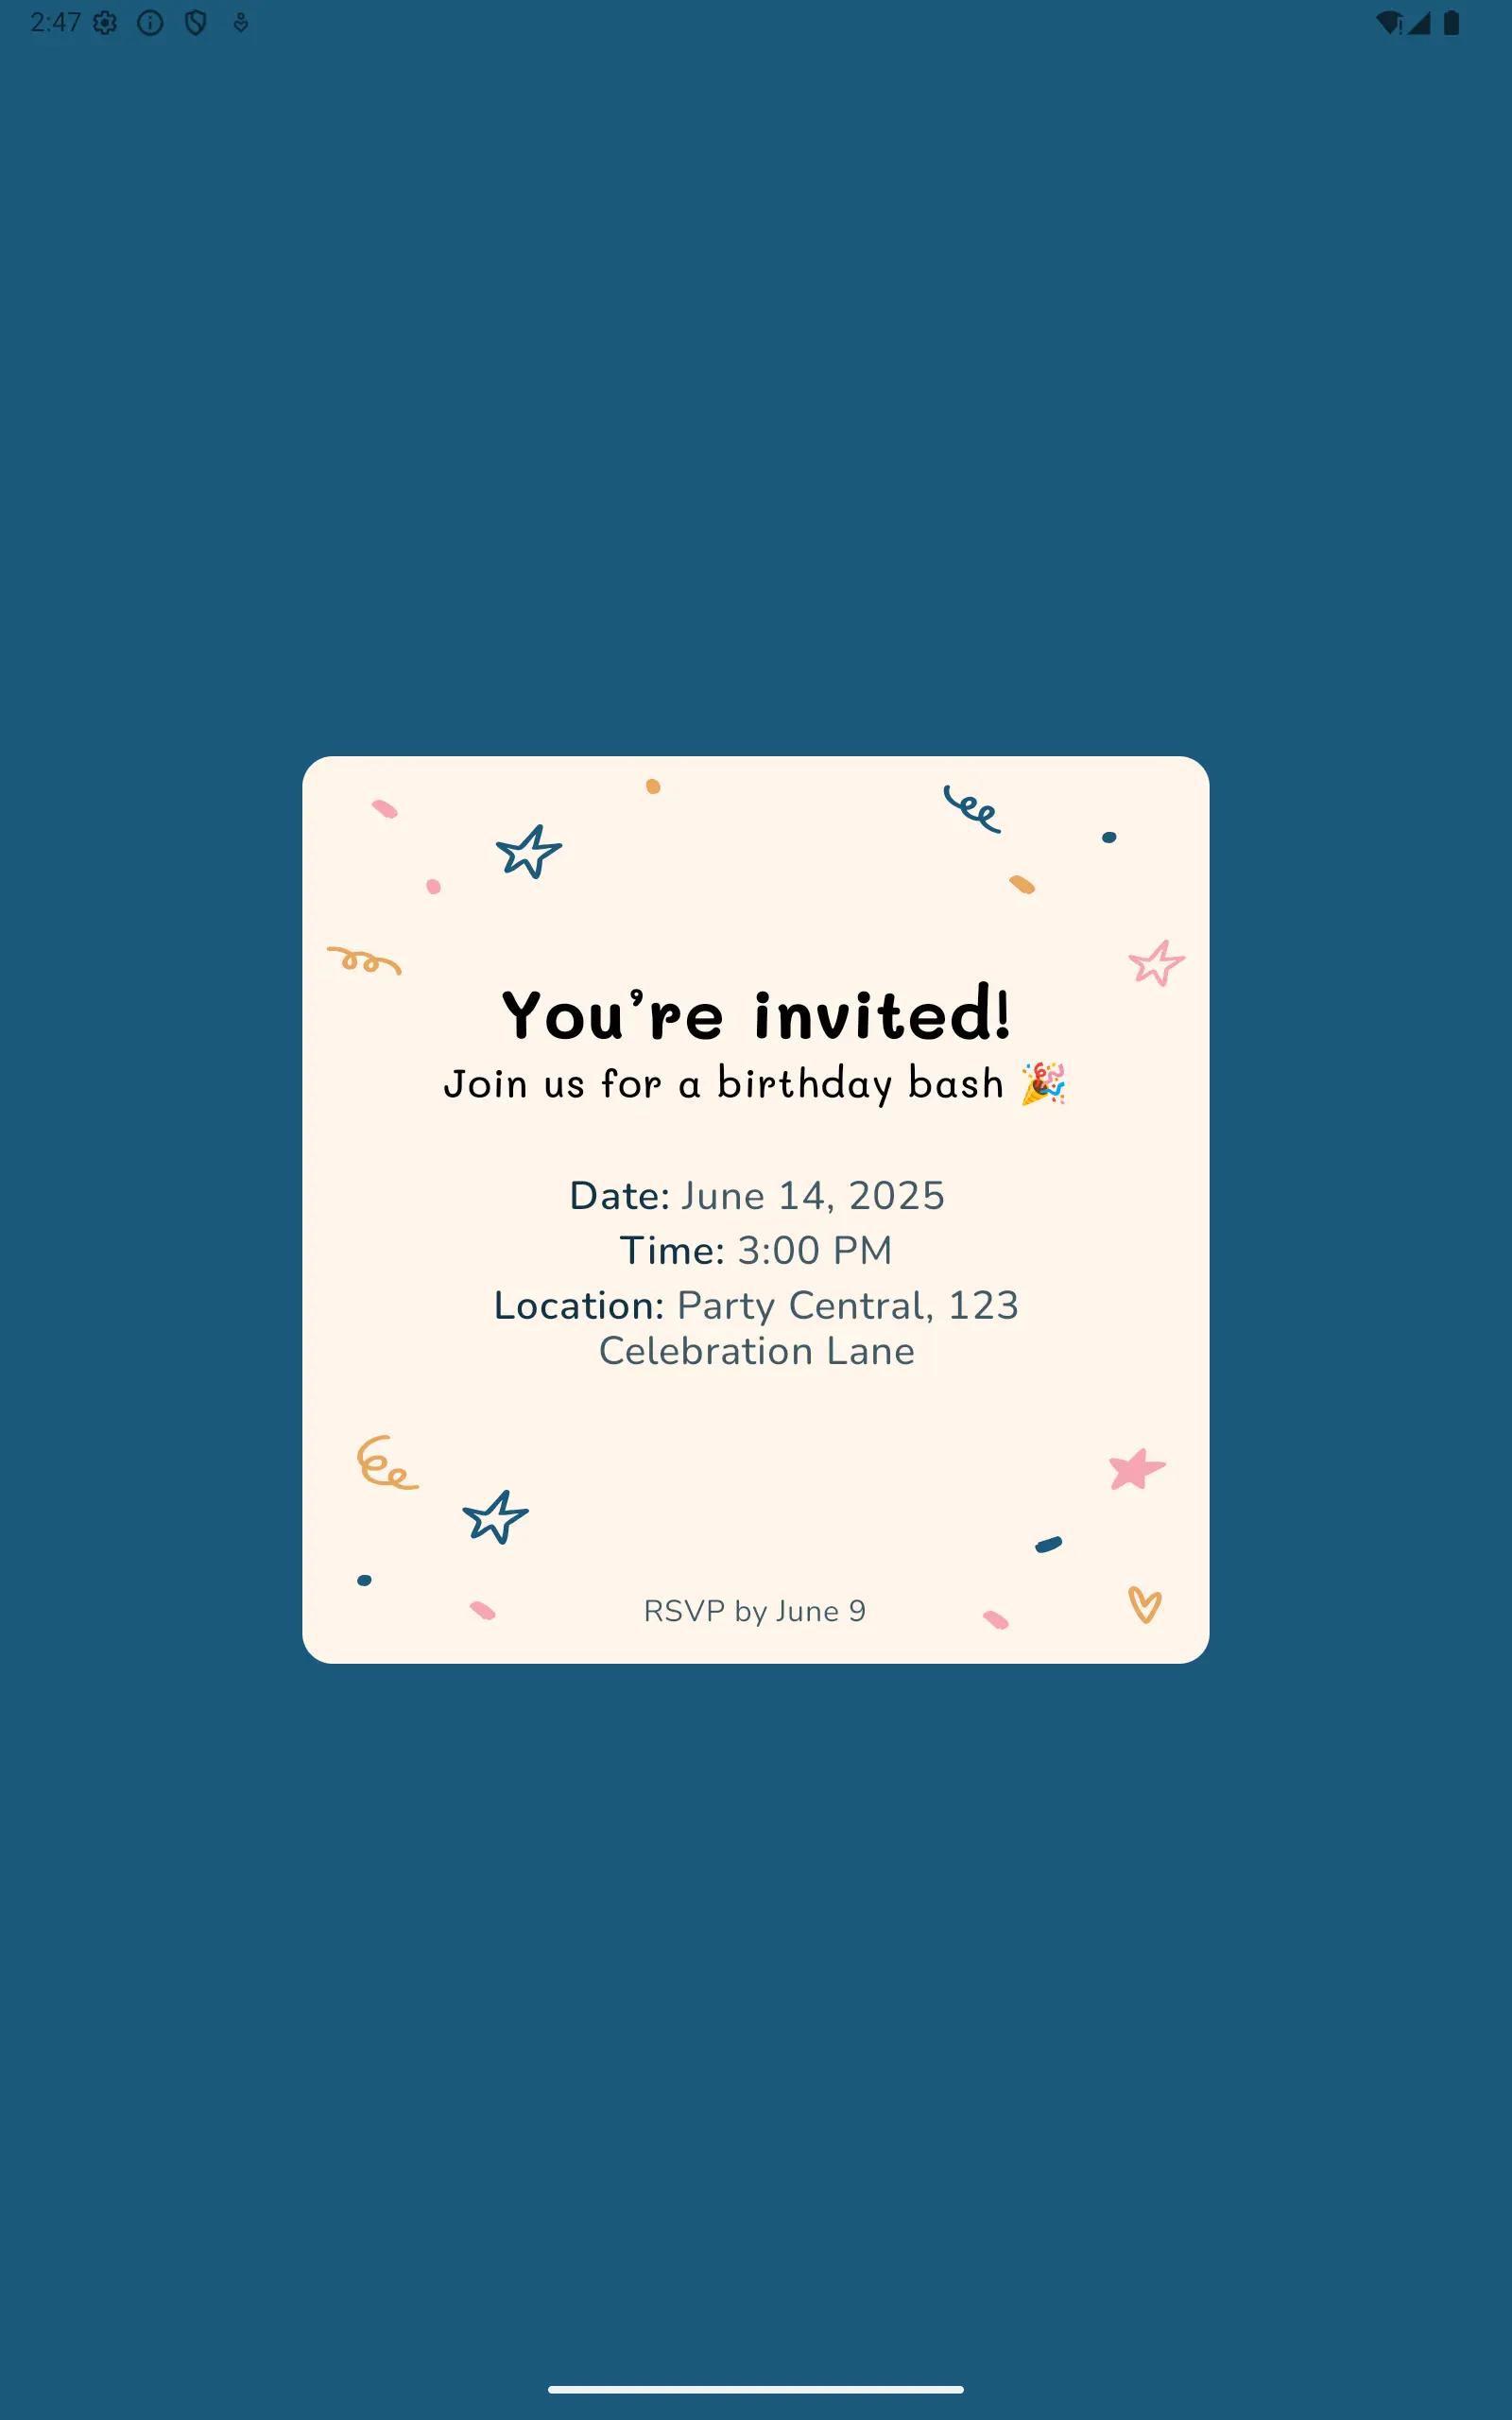 2:47
You’re invited!
Join us for a birthday bash 🎉
Date: June 14, 2025
Time: 3:00 PM
Location: Party Central, 123
Celebration Lane
RSVP by June 9